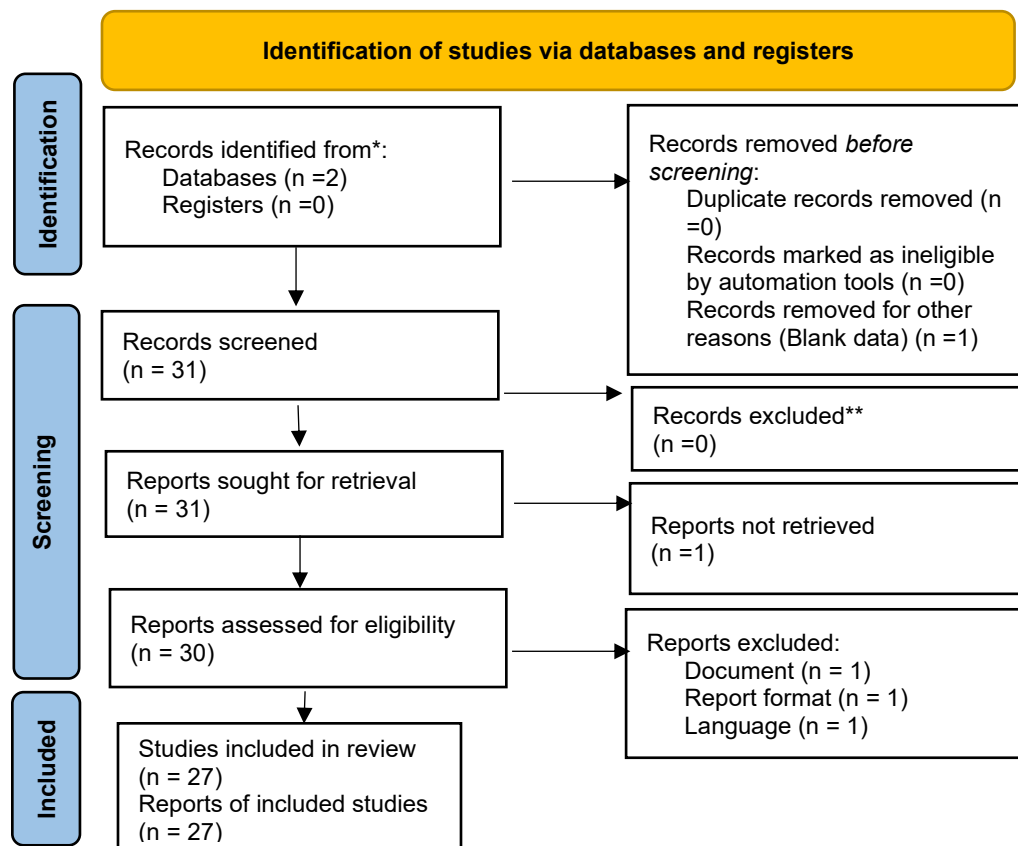 Identification of studies via databases and registers
Identification
Records identified from*:
Databases (n =2)
Registers (n =0)
Records removed before
screening:
Duplicate records removed (n
=0)
Records marked as ineligible
by automation tools (n =0)
Records removed for other
reasons (Blank data) (n =1)
Screening
Records screened
(n = 31)
Records excluded**
(n =0)
Reports sought for retrieval
(n = 31)
Reports not retrieved
(n =1)
Reports assessed for eligibility
(n = 30)
Reports excluded:
Document (n = 1)
Report format (n = 1)
Language (n = 1)
Included
Studies included in review
(n = 27)
Reports of included studies
(n = 27)